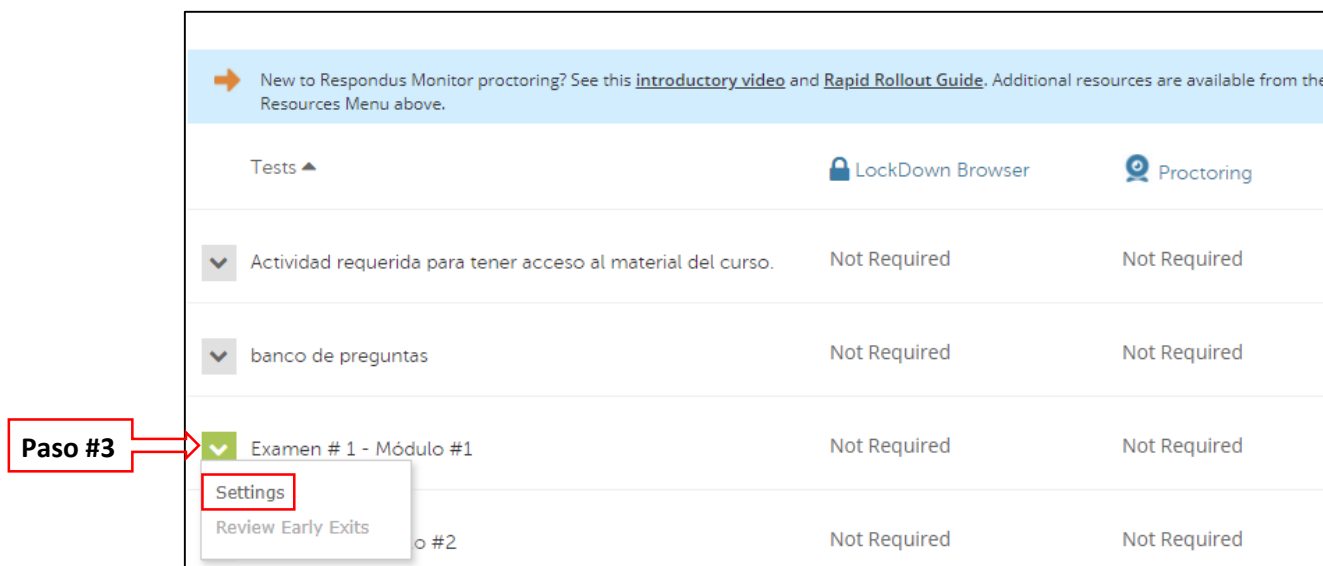 New to Respondus Monitor proctoring? See this introductory video and Rapid Rollout Guide. Additional resources are available from the
Resources Menu above.
Tests LockDown Browser Proctoring
Actividad requerida para tener acceso al material del curso. Not Required Not Required
banco de preguntas Not Required Not Required
Paso #3 Examen # 1 - Módulo #1 Not Required Not Required
Settings
Review Early Exits
#2 Not Required Not Required